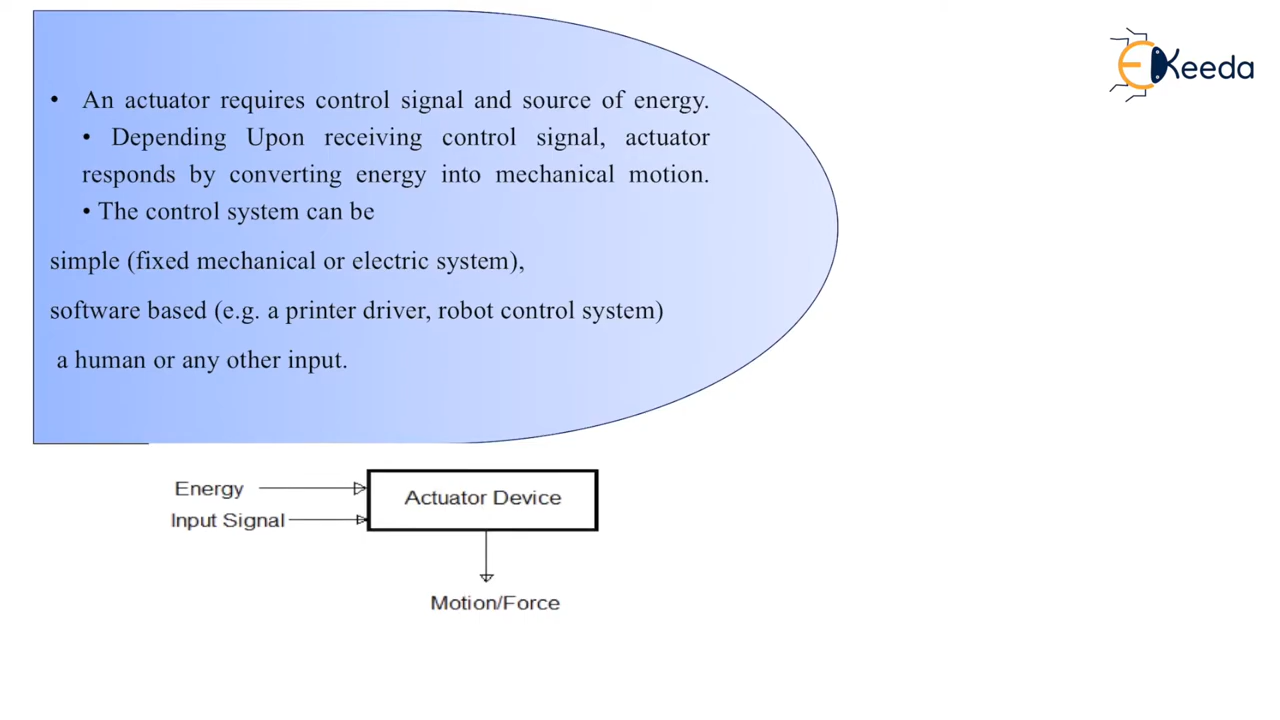 EKeeda
• An actuator requires control signal and source of energy.
• Depending Upon receiving control signal, actuator
responds by converting energy into mechanical motion.
• The control system can be
simple (fixed mechanical or electric system),
software based (e.g. a printer driver, robot control system)
a human or any other input.
Energy
Input Signal
Actuator Device
Motion/Force